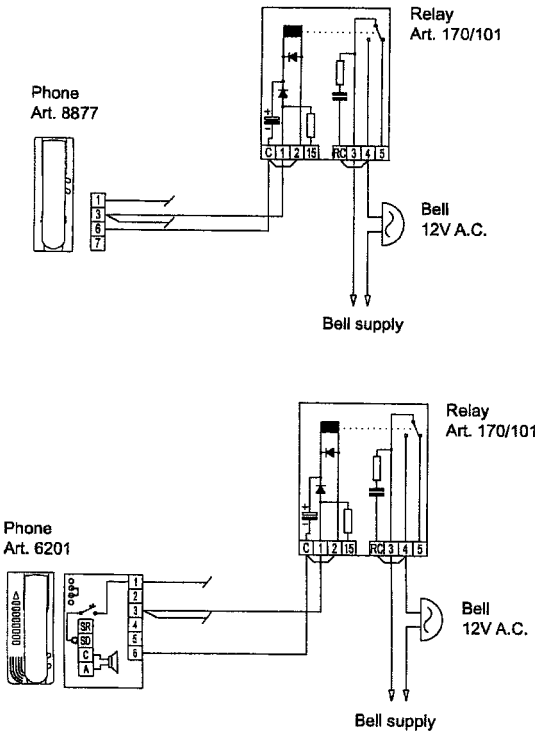 Relay
Art. 170/101
Phone
Art. 8877
+
-
C 1 2 15 RC 3 4 5
1
3
6
7
Bell
12V A.C.
Bell supply
Relay
Art. 170/101
+
-
C 1 2 15 RC 3 4 5
Phone
Art. 6201
1
2
3
4
5
6
SR
S0
C
A
Bell
12V A.C.
Bell supply